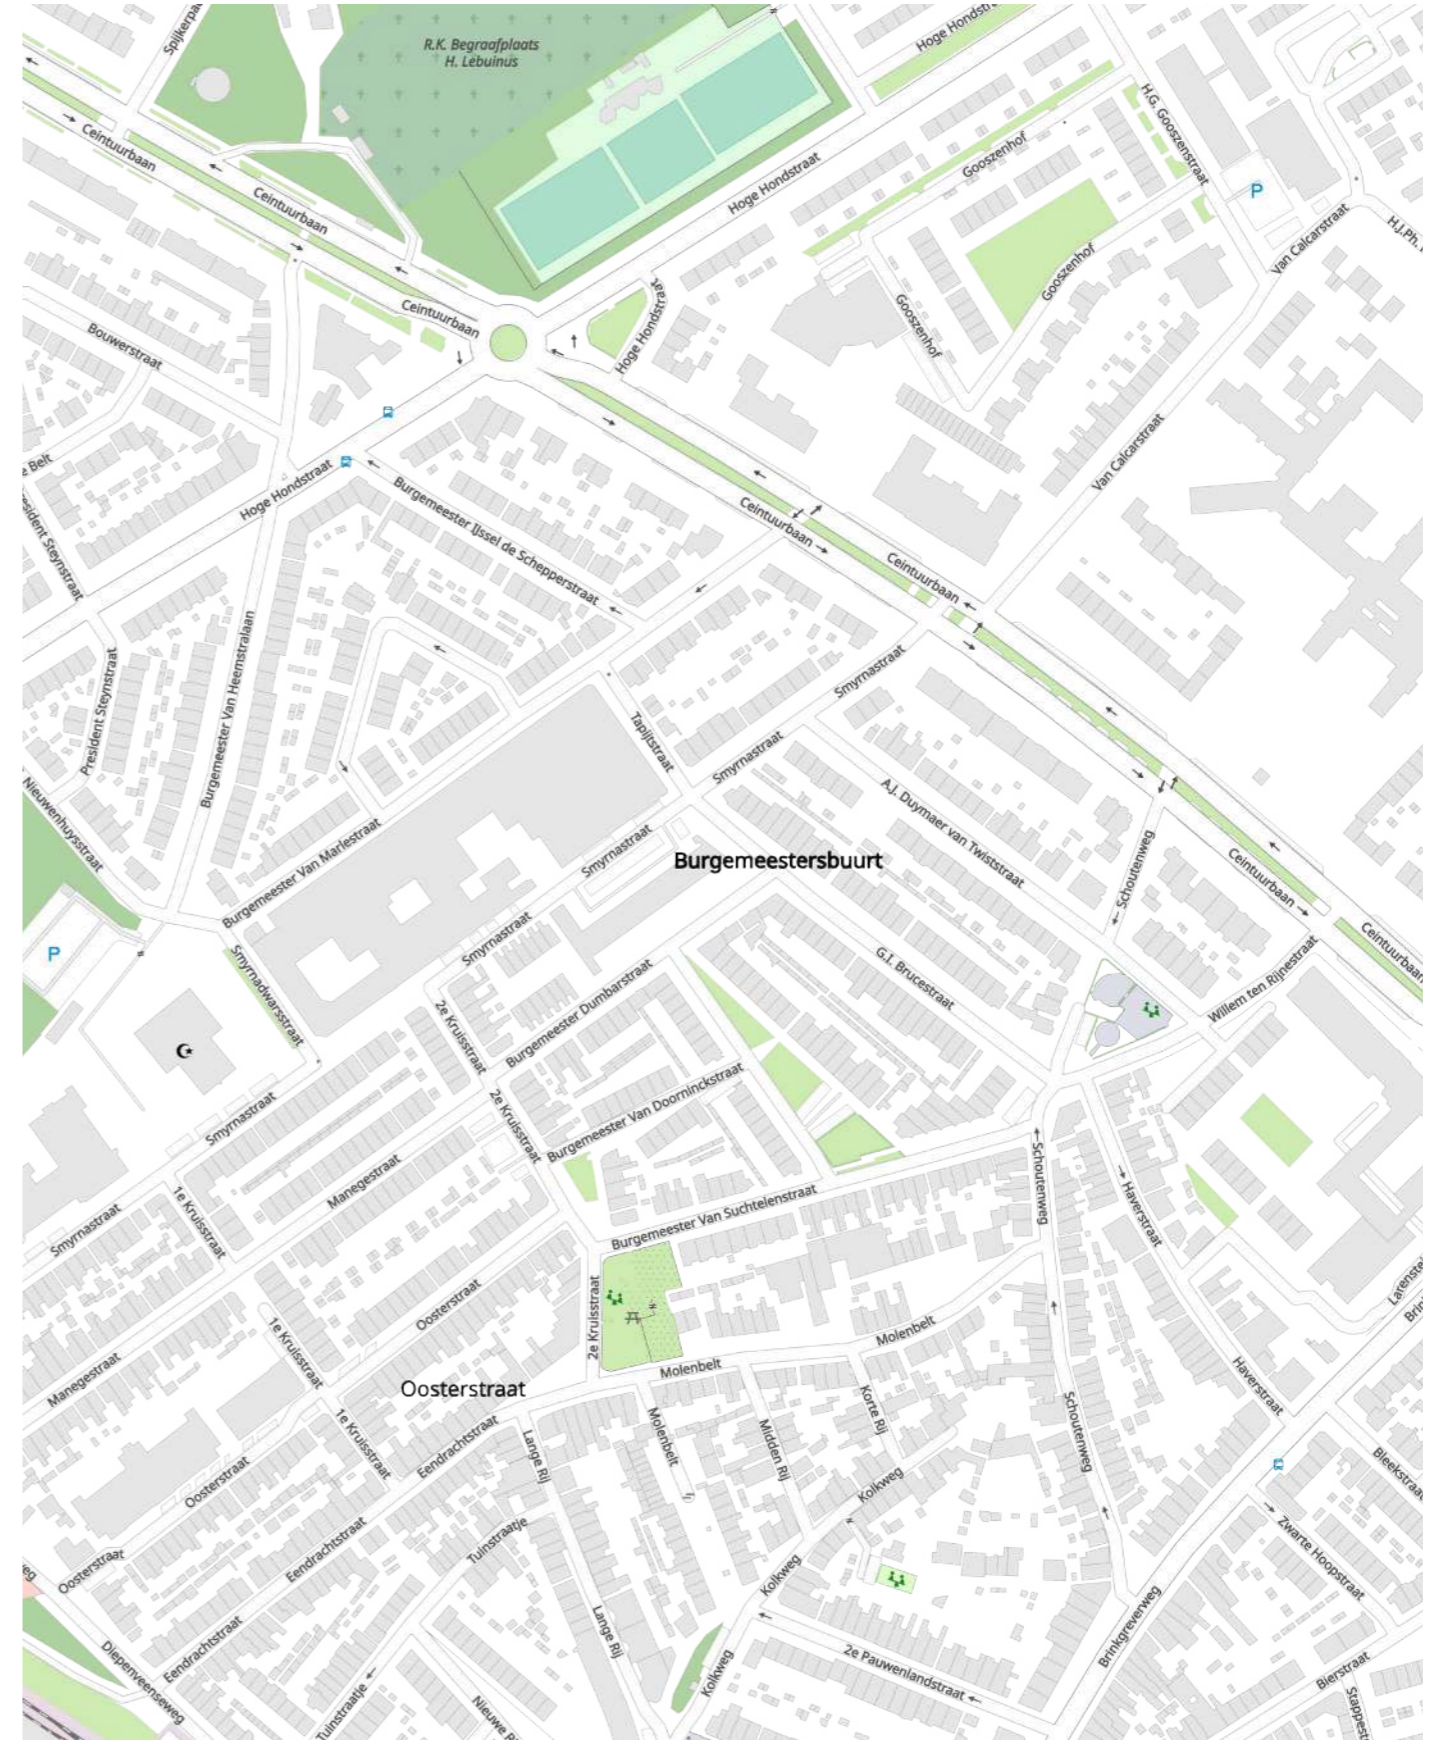 R.K. Begraafplaats
H. Lebuinus
Hoge Hondstraat
H.G. Gooszenstraat
Ceintuurbaan
Gooszenhof
P
Hoge Hondstraat
Ceintuurbaan
Van Calcarstraat
H.J.Ph.
Gooszenhof
Ceintuurbaan
Hoge Hondstraat
Gooszenhof
Bouwerstraat
Van Calcarstraat
Belt
Hoge Hondstraat
Burgemeester IJssel de Schepperstraat
Ceintuurbaan
Ceintuurbaan
President Steynstraat
Burgemeester Van Heemstralaan
Smyrnastraat
Tapijtstraat
Smyrnastraat
Nieuwenhuysstraat
Burgemeester Van Marlestraat
Smyrnastraat
Burgemeestersbuurt
A.J. Duymaer van Twiststraat
Schoutenweg
Ceintuurbaan
Ceintuurbaan
P
Smyrnadwarsstraat
Smyrnastraat
G.I. Brucestraat
Willem ten Rijnestraat
2e Kruisstraat
Burgemeester Dumbarstraat
2e Kruisstraat
Burgemeester Van Doorninckstraat
Smyrnastraat
Manegestraat
1e Kruisstraat
Smyrnastraat
Burgemeester Van Suchtelenstraat
Schoutenweg
Haverstraat
Oosterstraat
2e Kruisstraat
1e Kruisstraat
Manegestraat
Molenbelt
Molenbelt
Oosterstraat
Haverstraat
1e Kruisstraat
Eendrachtstraat
Lange Rij
Molenbelt
Midden Rij
Korte Rij
Schoutenweg
Oosterstraat
Kolkweg
Bleekstraat
Eendrachtstraat
Tuinstraatje
Oosterstraat
Kolkweg
Zwarte Hoopstraat
Eendrachtstraat
Lange Rij
Brinkgreverweg
Diepenveenseweg
Kolkweg
2e Pauwenlandstraat
Bierstraat
Tuinstraatje
Nieuwe R